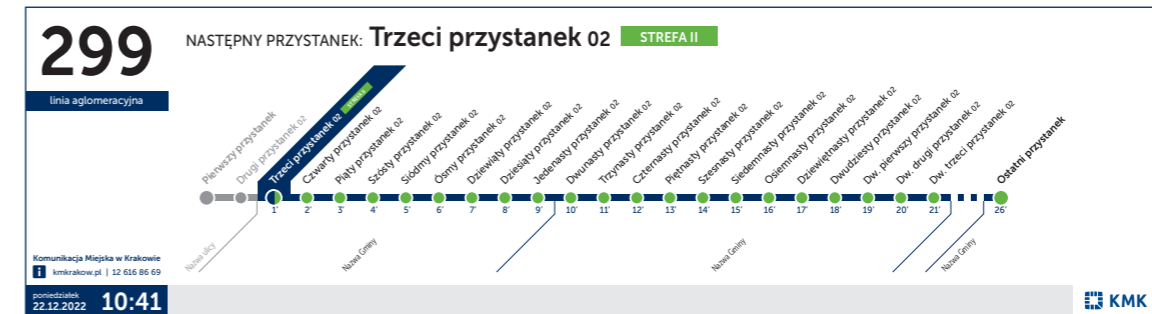 299
linia aglomeracyjna
NASTĘPNY PRZYSTANEK: Trzeci przystanek 02 STREFA II
Pierwszy przystanek
Drugi przystanek 02
Trzeci przystanek 02 STREFA II
Czwarty przystanek 02
Piąty przystanek 02
Szósty przystanek 02
Siódmy przystanek 02
Ósmy przystanek 02
Dziewiąty przystanek 02
Dziesiąty przystanek 02
Jedenasty przystanek 02
Dwunasty przystanek 02
Trzynasty przystanek 02
Czternasty przystanek 02
Piętnasty przystanek 02
Szesnasty przystanek 02
Siedemnasty przystanek 02
Osiemnasty przystanek 02
Dziewiętnasty przystanek 02
Dwudziesty przystanek 02
Dw. pierwszy przystanek 02
Dw. drugi przystanek 02
Dw. trzeci przystanek 02
Ostatni przystanek
1' 2' 3' 4' 5' 6' 7' 8' 9' 10' 11' 12' 13' 14' 15' 16' 17' 18' 19' 20' 21' 26'
Nazwa ulicy
Nazwa Gminy
Nazwa Gminy
Nazwa Gminy
Komunikacja Miejska w Krakowie
i kmkrakow.pl | 12 616 86 69
poniedziałek
22.12.2022 10:41
KMK